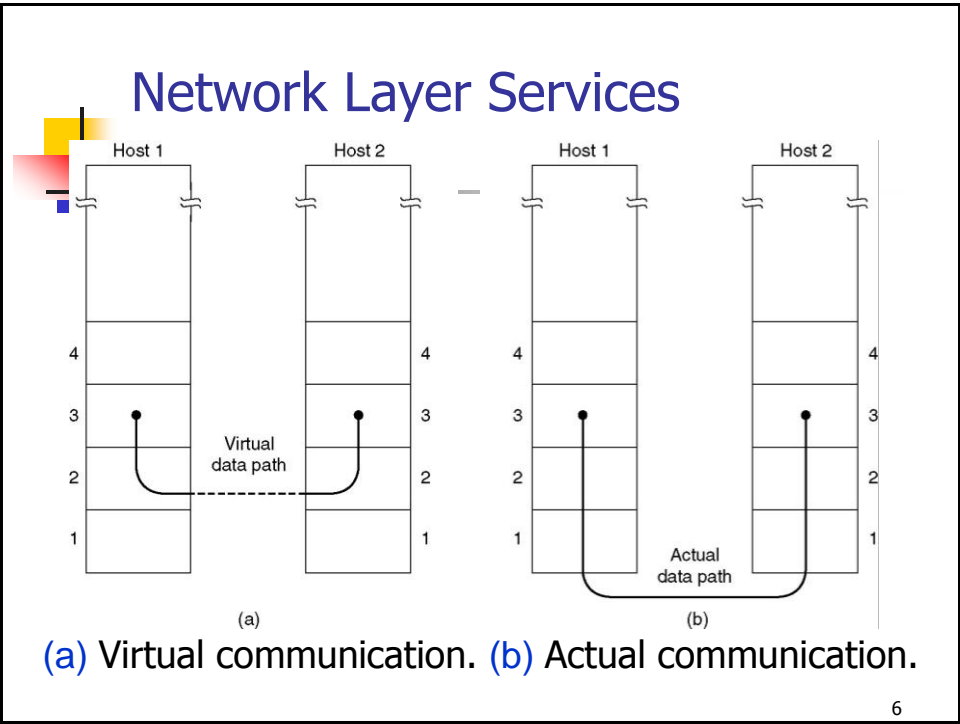 Network Layer Services
Host 1
Host 2
4
4
3
3
Virtual
data path
2
2
1
1
(a)
Host 1
Host 2
4
4
3
3
2
2
1
1
Actual
data path
(b)
(a) Virtual communication. (b) Actual communication.
6